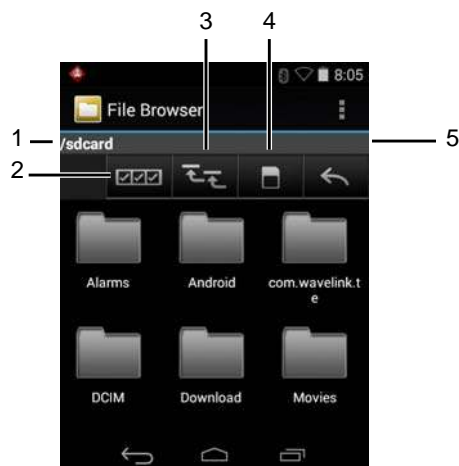 3
4
8:05
File Browser
1
/sdcard
5
2
Alarms
Android
com.wavelink.t
e
DCIM
Download
Movies